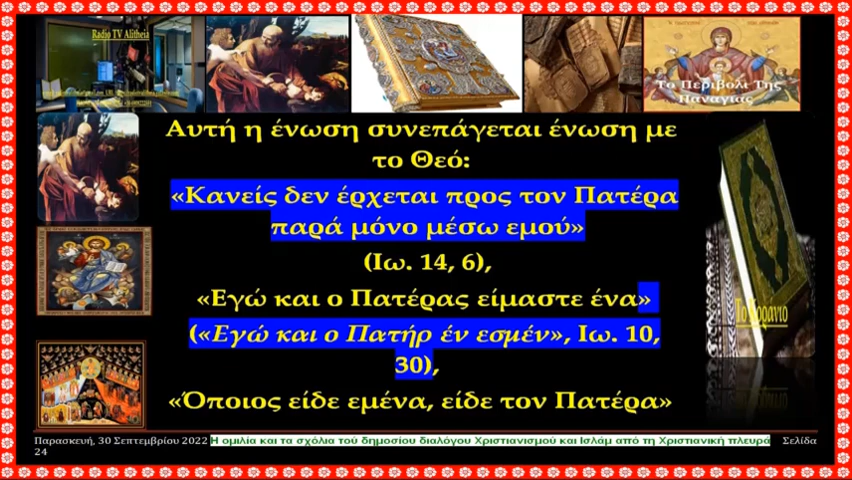 Radio TV Alitheia
Το Περιβολι Της
Παναγιας
Αυτή η ένωση συνεπάγεται ένωση με
το Θεό:
«Κανείς δεν έρχεται προς τον Πατέρα
παρά μόνο μέσω εμού»
(Ιω. 14, 6),
«Εγώ και ο Πατέρας είμαστε ένα»
(«Εγώ και ο Πατήρ έν εσμέν», Ιω. 10,
30),
«Όποιος είδε εμένα, είδε τον Πατέρα»
Το Κοράνιο
Παρασκευή, 30 Σεπτεμβρίου 2022 Η ομιλία και τα σχόλια τού δημοσίου διαλόγου Χριστιανισμού και Ισλάμ από τη Χριστιανική πλευρά Σελίδα
24